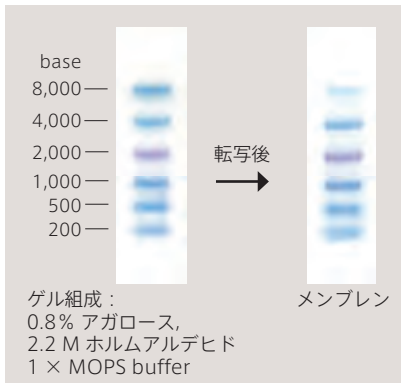 base
8,000
4,000
2,000
1,000
500
200
転写後
ゲル組成：
0.8% アガロース,
2.2 M ホルムアルデヒド
1 × MOPS buffer
メンブレン